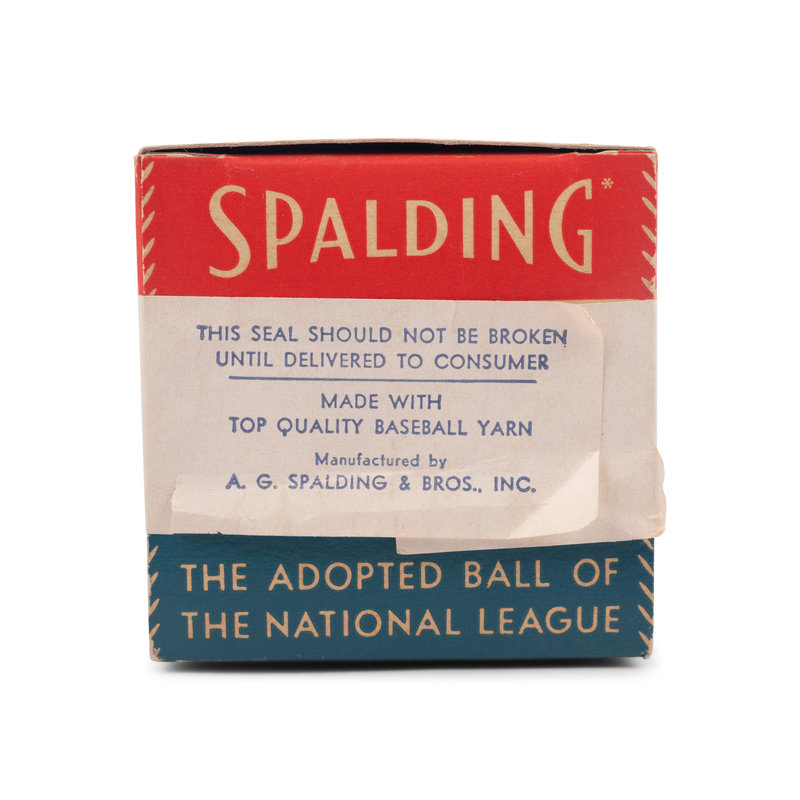 SPALDING*
THIS SEAL SHOULD NOT BE BROKEN
UNTIL DELIVERED TO CONSUMER
MADE WITH
TOP QUALITY BASEBALL YARN
Manufactured by
A. G. SPALDING & BROS., INC.
THE ADOPTED BALL OF
THE NATIONAL LEAGUE